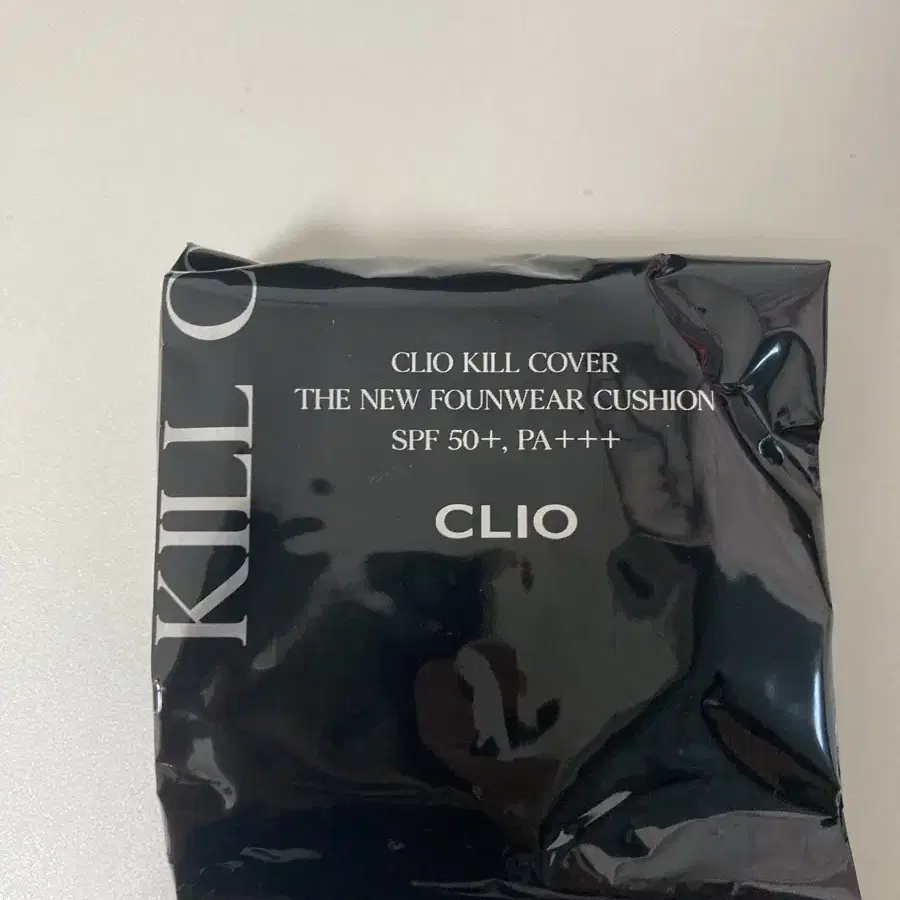 CLIO KILL COVER
THE NEW FOUNWEAR CUSHION
SPF 50+, PA+++
CLIO
KILL C